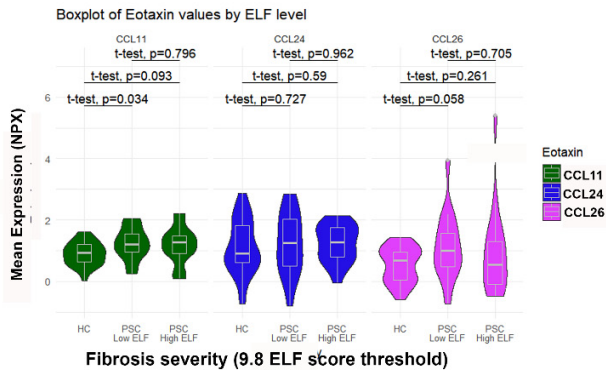 Boxplot of Eotaxin values by ELF level
CCL11 CCL24 CCL26
t-test, p=0.796 t-test, p=0.962 t-test, p=0.705
t-test, p=0.093 t-test, p=0.59 t-test, p=0.261
t-test, p=0.034 t-test, p=0.727 t-test, p=0.058
Mean Expression (NPX)
6
4
2
0
Eotaxin
CCL11
CCL24
CCL26
HC PSC Low ELF PSC High ELF HC PSC Low ELF PSC High ELF HC PSC Low ELF PSC High ELF
Fibrosis severity (9.8 ELF score threshold)